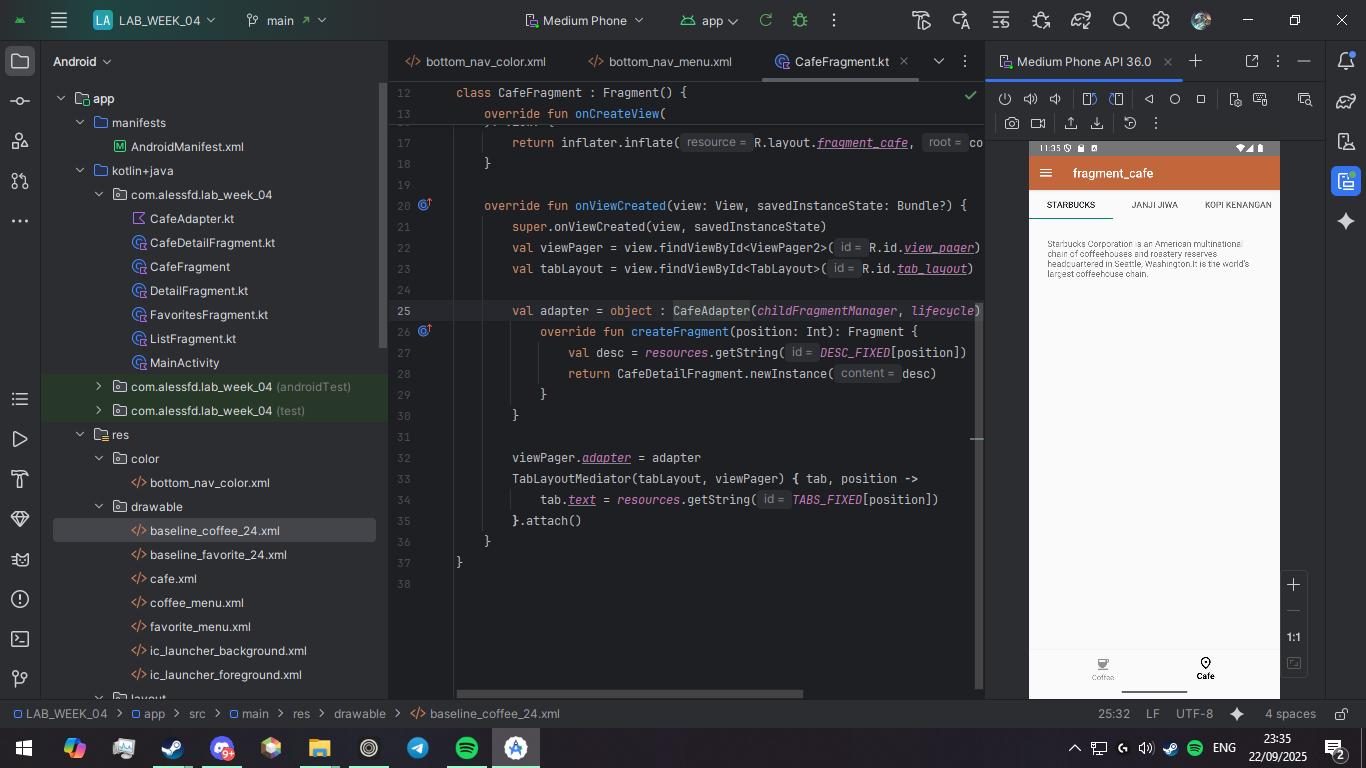 LA LAB_WEEK_04 main Medium Phone app
Android
bottom_nav_color.xml bottom_nav_menu.xml CafeFragment.kt
Medium Phone API 36.0
app
manifests
AndroidManifest.xml
kotlin+java
com.alessfd.lab_week_04
CafeAdapter.kt
CafeDetailFragment.kt
CafeFragment
DetailFragment.kt
FavoritesFragment.kt
ListFragment.kt
MainActivity
com.alessfd.lab_week_04 (androidTest)
com.alessfd.lab_week_04 (test)
res
color
bottom_nav_color.xml
drawable
baseline_coffee_24.xml
baseline_favorite_24.xml
cafe.xml
coffee_menu.xml
favorite_menu.xml
ic_launcher_background.xml
ic_launcher_foreground.xml
layout
12 class CafeFragment : Fragment() {
13 override fun onCreateView(
17 return inflater.inflate( resource = R.layout.fragment_cafe, root = co
18 }
19
20 override fun onViewCreated(view: View, savedInstanceState: Bundle?) {
21 super.onViewCreated(view, savedInstanceState)
22 val viewPager = view.findViewById<ViewPager2>( id = R.id.view_pager)
23 val tabLayout = view.findViewById<TabLayout>( id = R.id.tab_layout)
24
25 val adapter = object : CafeAdapter(childFragmentManager, lifecycle)
26 override fun createFragment(position: Int): Fragment {
27 val desc = resources.getString( id = DESC_FIXED[position])
28 return CafeDetailFragment.newInstance( content = desc)
29 }
30 }
31
32 viewPager.adapter = adapter
33 TabLayoutMediator(tabLayout, viewPager) { tab, position ->
34 tab.text = resources.getString( id = TABS_FIXED[position])
35 }.attach()
36 }
37 }
38
11:35
fragment_cafe
STARBUCKS JANJI JIWA KOPI KENANGAN
Starbucks Corporation is an American multinational
chain of coffeehouses and roastery reserves
headquartered in Seattle, Washington.It is the world's
largest coffeehouse chain.
Coffee Cafe
1:1
LAB_WEEK_04 app src main res drawable baseline_coffee_24.xml
25:32 LF UTF-8 4 spaces
9+
ENG
23:35
22/09/2025
2